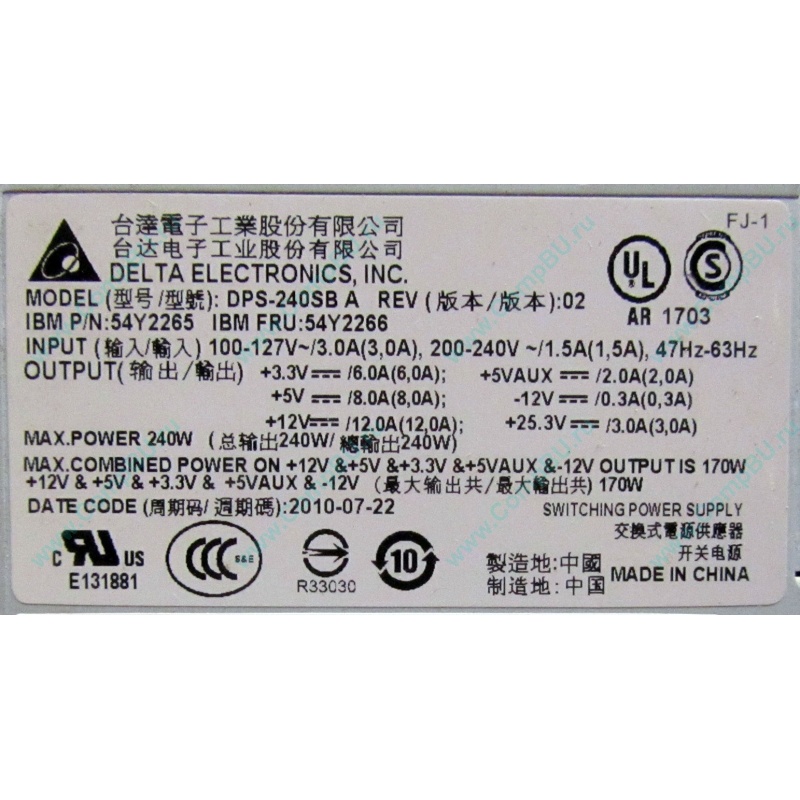 台達電子工業股份有限公司
台达电子工业股份有限公司
DELTA ELECTRONICS, INC.
FJ-1
UL
S
AR 1703
MODEL (型号/型號): DPS-240SB A REV (版本/版本):02
IBM P/N:54Y2265 IBM FRU:54Y2266
INPUT (输入/輸入) 100-127V~/3.0A(3,0A), 200-240V ~/1.5A(1,5A), 47Hz-63Hz
OUTPUT(输出/輸出) +3.3V⎓/6.0A(6,0A); +5VAUX ⎓/2.0A(2,0A)
+5V ⎓/8.0A(8,0A); -12V ⎓/0.3A(0,3A)
+12V⎓/12.0A(12,0A); +25.3V ⎓/3.0A(3,0A)
MAX.POWER 240W (总输出240W/總輸出240W)
MAX.COMBINED POWER ON +12V &+5V &+3.3V &+5VAUX &-12V OUTPUT IS 170W
+12V & +5V & +3.3V & +5VAUX & -12V (最大输出共/最大輸出共) 170W
DATE CODE (周期码/週期碼):2010-07-22
SWITCHING POWER SUPPLY
交換式電源供應器
开关电源
c RU US
E131881
CCC S&E
R33030
10
製造地:中國
制造地:中国
MADE IN CHINA
www.CompBU.ru